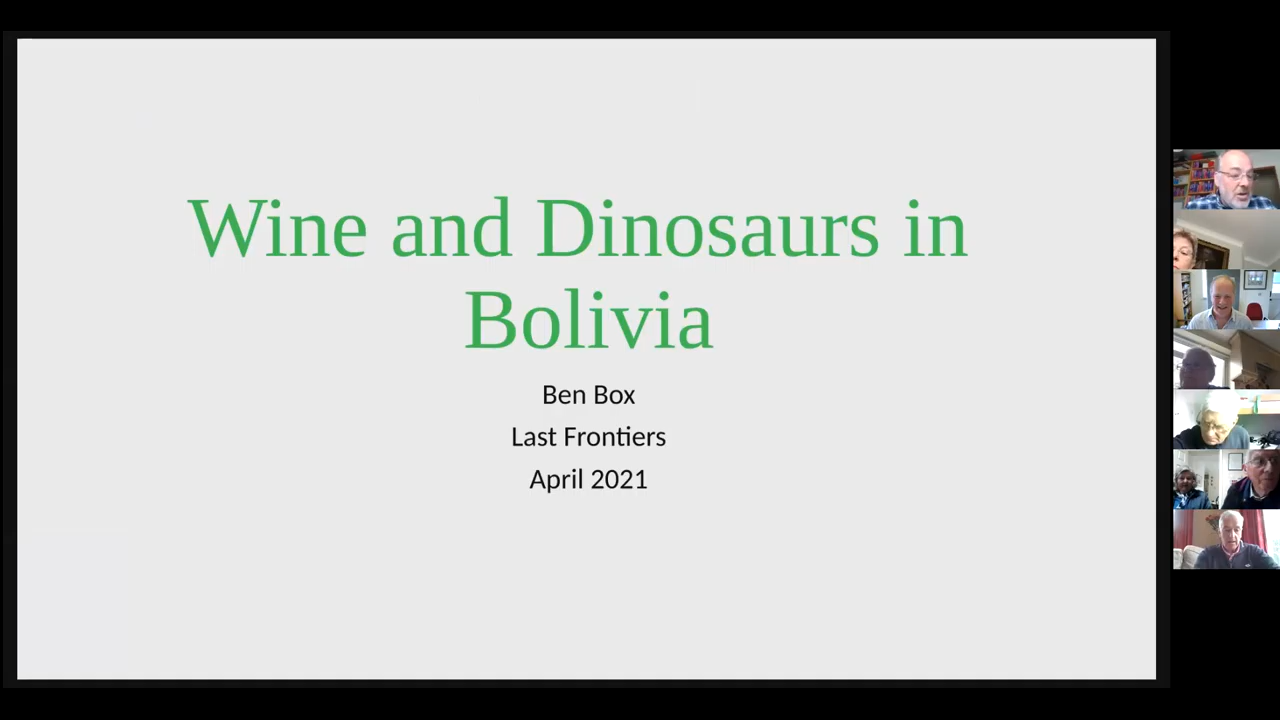 Wine and Dinosaurs in
Bolivia
Ben Box
Last Frontiers
April 2021